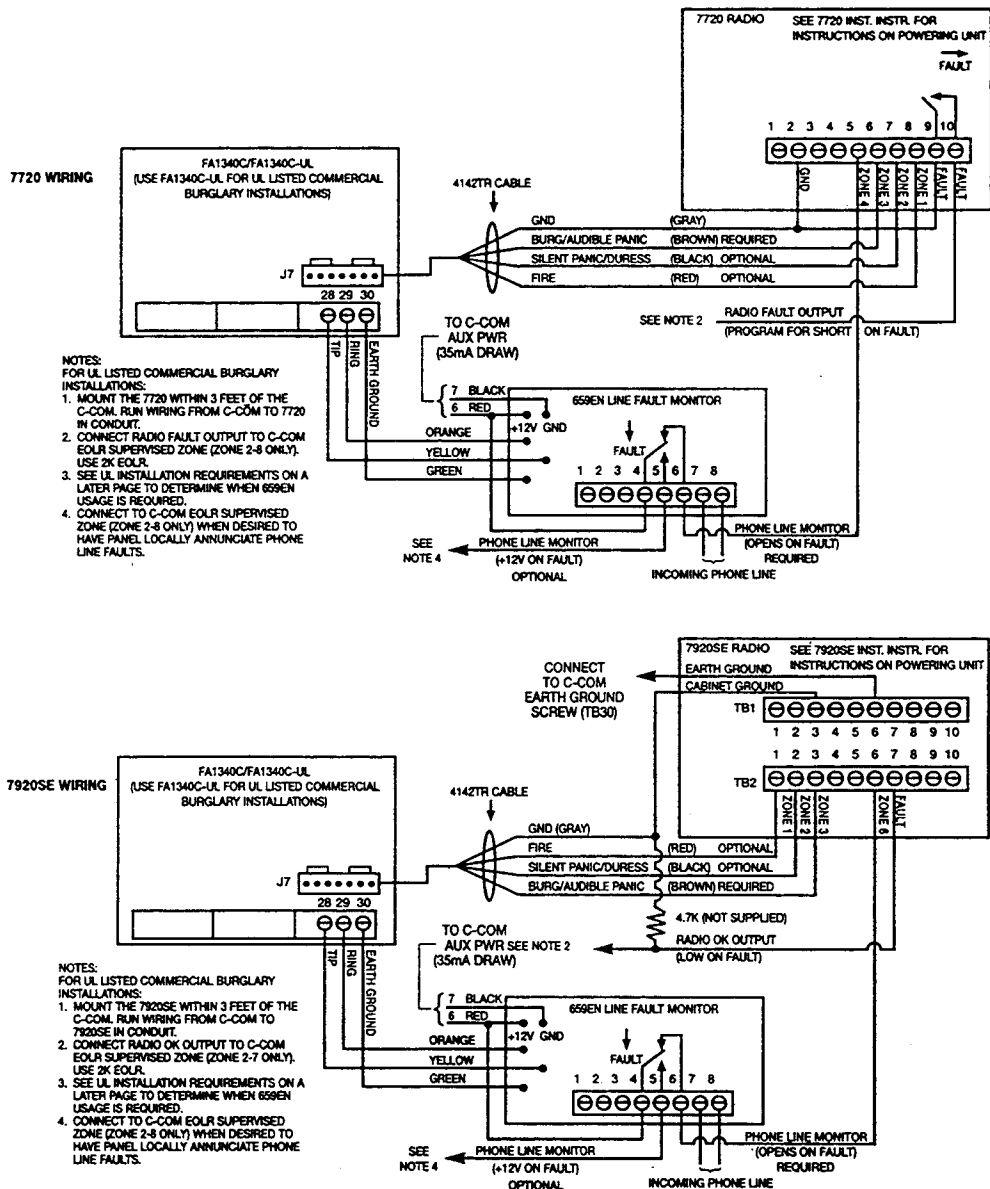 7720 RADIO
SEE 7720 INST. INSTR. FOR
INSTRUCTIONS ON POWERING UNIT
FAULT
1 2 3 4 5 6 7 8 9 10
GND
ZONE 4
ZONE 3
ZONE 2
ZONE 1
FAULT
FAULT
7720 WIRING
FA1340C/FA1340C-UL
(USE FA1340C-UL FOR UL LISTED COMMERCIAL
BURGLARY INSTALLATIONS)
J7
28 29 30
TIP
RING
EARTH GROUND
4142TR CABLE
GND (GRAY)
BURG/AUDIBLE PANIC (BROWN) REQUIRED
SILENT PANIC/DURESS (BLACK) OPTIONAL
FIRE (RED) OPTIONAL
SEE NOTE 2
RADIO FAULT OUTPUT
(PROGRAM FOR SHORT ON FAULT)
TO C-COM
AUX PWR
(35mA DRAW)
7 BLACK
6 RED
+12V GND
ORANGE
YELLOW
GREEN
659EN LINE FAULT MONITOR
FAULT
1 2 3 4 5 6 7 8
SEE
NOTE 4
PHONE LINE MONITOR
(+12V ON FAULT)
OPTIONAL
INCOMING PHONE LINE
PHONE LINE MONITOR
(OPENS ON FAULT)
REQUIRED
NOTES:
FOR UL LISTED COMMERCIAL BURGLARY
INSTALLATIONS:
1. MOUNT THE 7720 WITHIN 3 FEET OF THE
C-COM. RUN WIRING FROM C-COM TO 7720
IN CONDUIT.
2. CONNECT RADIO FAULT OUTPUT TO C-COM
EOLR SUPERVISED ZONE (ZONE 2-8 ONLY).
USE 2K EOLR.
3. SEE UL INSTALLATION REQUIREMENTS ON A
LATER PAGE TO DETERMINE WHEN 659EN
USAGE IS REQUIRED.
4. CONNECT TO C-COM EOLR SUPERVISED
ZONE (ZONE 2-8 ONLY) WHEN DESIRED TO
HAVE PANEL LOCALLY ANNUNCIATE PHONE
LINE FAULTS.
7920SE RADIO
SEE 7920SE INST. INSTR. FOR
INSTRUCTIONS ON POWERING UNIT
EARTH GROUND
CABINET GROUND
CONNECT
TO C-COM
EARTH GROUND
SCREW (TB30)
TB1
1 2 3 4 5 6 7 8 9 10
1 2 3 4 5 6 7 8 9 10
TB2
ZONE 1
ZONE 2
ZONE 3
ZONE 6
FAULT
7920SE WIRING
FA1340C/FA1340C-UL
(USE FA1340C-UL FOR UL LISTED COMMERCIAL
BURGLARY INSTALLATIONS)
J7
28 29 30
TIP
RING
EARTH GROUND
4142TR CABLE
GND (GRAY)
FIRE (RED) OPTIONAL
SILENT PANIC/DURESS (BLACK) OPTIONAL
BURG/AUDIBLE PANIC (BROWN) REQUIRED
4.7K (NOT SUPPLIED)
RADIO OK OUTPUT
(LOW ON FAULT)
TO C-COM
AUX PWR SEE NOTE 2
(35mA DRAW)
7 BLACK
6 RED
+12V GND
ORANGE
YELLOW
GREEN
659EN LINE FAULT MONITOR
FAULT
1 2 3 4 5 6 7 8
SEE
NOTE 4
PHONE LINE MONITOR
(+12V ON FAULT)
OPTIONAL
INCOMING PHONE LINE
PHONE LINE MONITOR
(OPENS ON FAULT)
REQUIRED
NOTES:
FOR UL LISTED COMMERCIAL BURGLARY
INSTALLATIONS:
1. MOUNT THE 7920SE WITHIN 3 FEET OF THE
C-COM. RUN WIRING FROM C-COM TO
7920SE IN CONDUIT.
2. CONNECT RADIO OK OUTPUT TO C-COM
EOLR SUPERVISED ZONE (ZONE 2-7 ONLY).
USE 2K EOLR.
3. SEE UL INSTALLATION REQUIREMENTS ON A
LATER PAGE TO DETERMINE WHEN 659EN
USAGE IS REQUIRED.
4. CONNECT TO C-COM EOLR SUPERVISED
ZONE (ZONE 2-8 ONLY) WHEN DESIRED TO
HAVE PANEL LOCALLY ANNUNCIATE PHONE
LINE FAULTS.